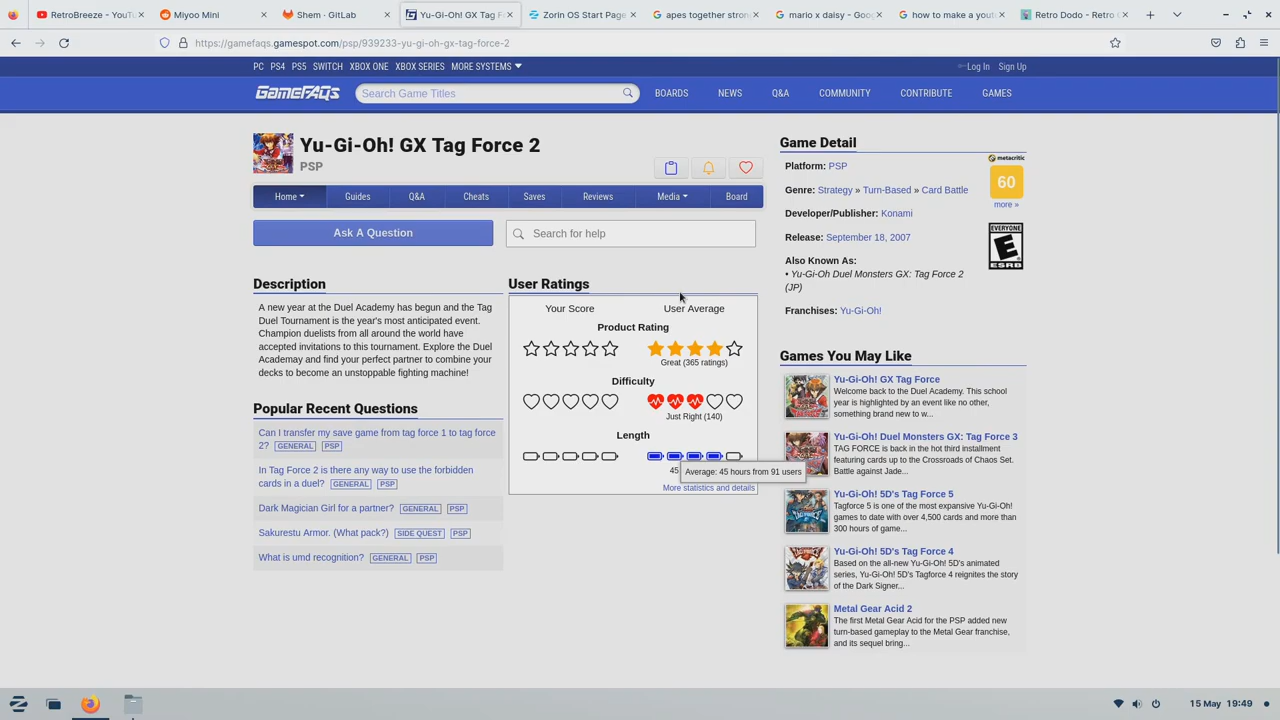 RetroBreeze - YouTu
Miyoo Mini
Shem · GitLab
Yu-Gi-Oh! GX Tag F
Zorin OS Start Page
apes together stron
mario x daisy - Goog
how to make a yout
Retro Dodo - Retro G
https://gamefaqs.gamespot.com/psp/939233-yu-gi-oh-gx-tag-force-2
PC PS4 PS5 SWITCH XBOX ONE XBOX SERIES MORE SYSTEMS
Log In Sign Up
GameFAQs
Search Game Titles
BOARDS NEWS Q&A COMMUNITY CONTRIBUTE GAMES
Yu-Gi-Oh! GX Tag Force 2
PSP
Home Guides Q&A Cheats Saves Reviews Media Board
Ask A Question
Search for help
Description
A new year at the Duel Academy has begun and the Tag
Duel Tournament is the year's most anticipated event.
Champion duelists from all around the world have
accepted invitations to this tournament. Explore the Duel
Academay and find your perfect partner to combine your
decks to become an unstoppable fighting machine!
Popular Recent Questions
Can I transfer my save game from tag force 1 to tag force
2? GENERAL PSP
In Tag Force 2 is there any way to use the forbidden
cards in a duel? GENERAL PSP
Dark Magician Girl for a partner? GENERAL PSP
Sakurestu Armor. (What pack?) SIDE QUEST PSP
What is umd recognition? GENERAL PSP
User Ratings
Your Score User Average
Product Rating
Great (365 ratings)
Difficulty
Just Right (140)
Length
45
Average: 45 hours from 91 users
More statistics and details
Game Detail
Platform: PSP
Genre: Strategy » Turn-Based » Card Battle
Developer/Publisher: Konami
Release: September 18, 2007
Also Known As:
• Yu-Gi-Oh Duel Monsters GX: Tag Force 2
(JP)
Franchises: Yu-Gi-Oh!
metacritic
60
more »
EVERYONE
E
ESRB
Games You May Like
Yu-Gi-Oh! GX Tag Force
Welcome back to the Duel Academy. This school
year is highlighted by an event like no other,
something brand new to w...
Yu-Gi-Oh! Duel Monsters GX: Tag Force 3
TAG FORCE is back in the hot third installment
featuring cards up to the Crossroads of Chaos Set.
Battle against Jade...
Yu-Gi-Oh! 5D's Tag Force 5
Tagforce 5 is one of the most expansive Yu-Gi-Oh!
games to date with over 4,500 cards and more than
300 hours of game...
Yu-Gi-Oh! 5D's Tag Force 4
Based on the all-new Yu-Gi-Oh! 5D's animated
series, Yu-Gi-Oh! 5D's Tagforce 4 reignites the story
of the Dark Signer...
Metal Gear Acid 2
The first Metal Gear Acid for the PSP added new
turn-based gameplay to the Metal Gear franchise,
and its sequel bring...
15 May 19:49